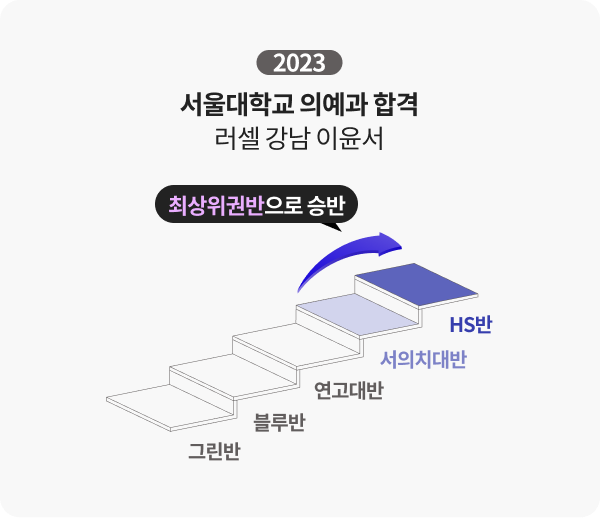 2023
서울대학교 의예과 합격
러셀 강남 이윤서
최상위권반으로 승반
HS반
서의치대반
연고대반
블루반
그린반